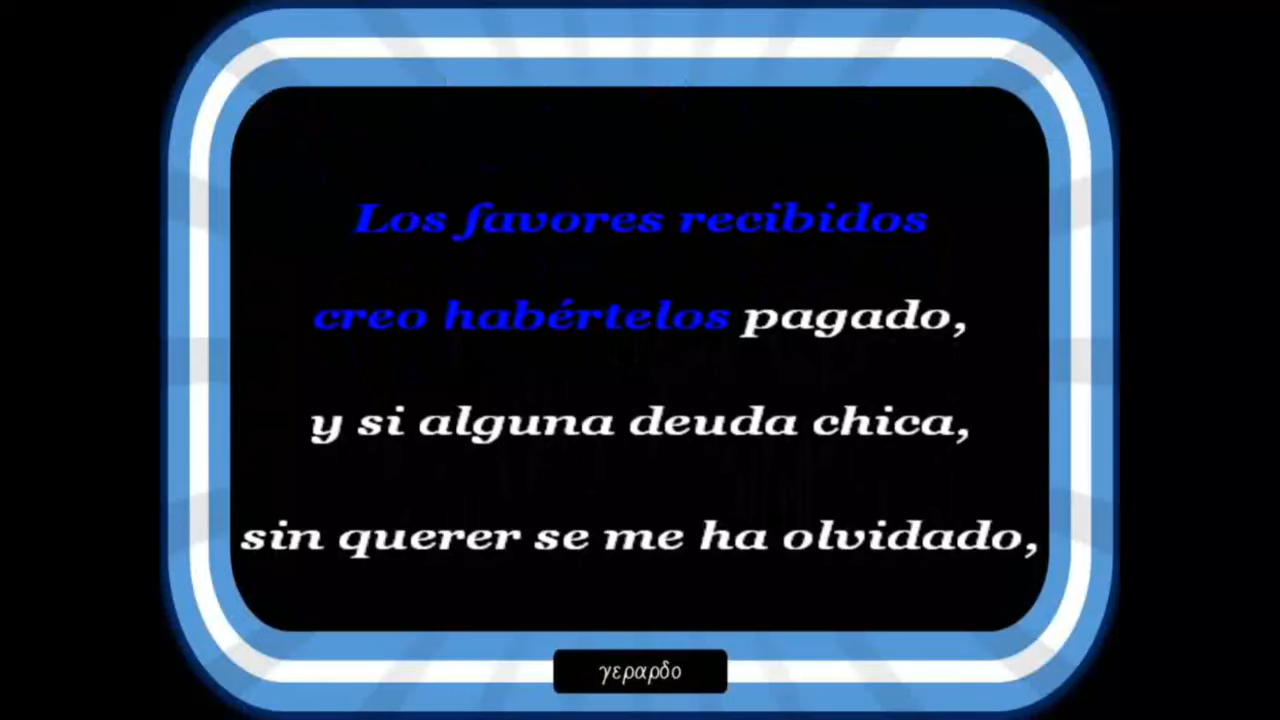 Los favores recibidos
creo habértelos pagado,
y si alguna deuda chica,
sin querer se me ha olvidado,
γεραρδο